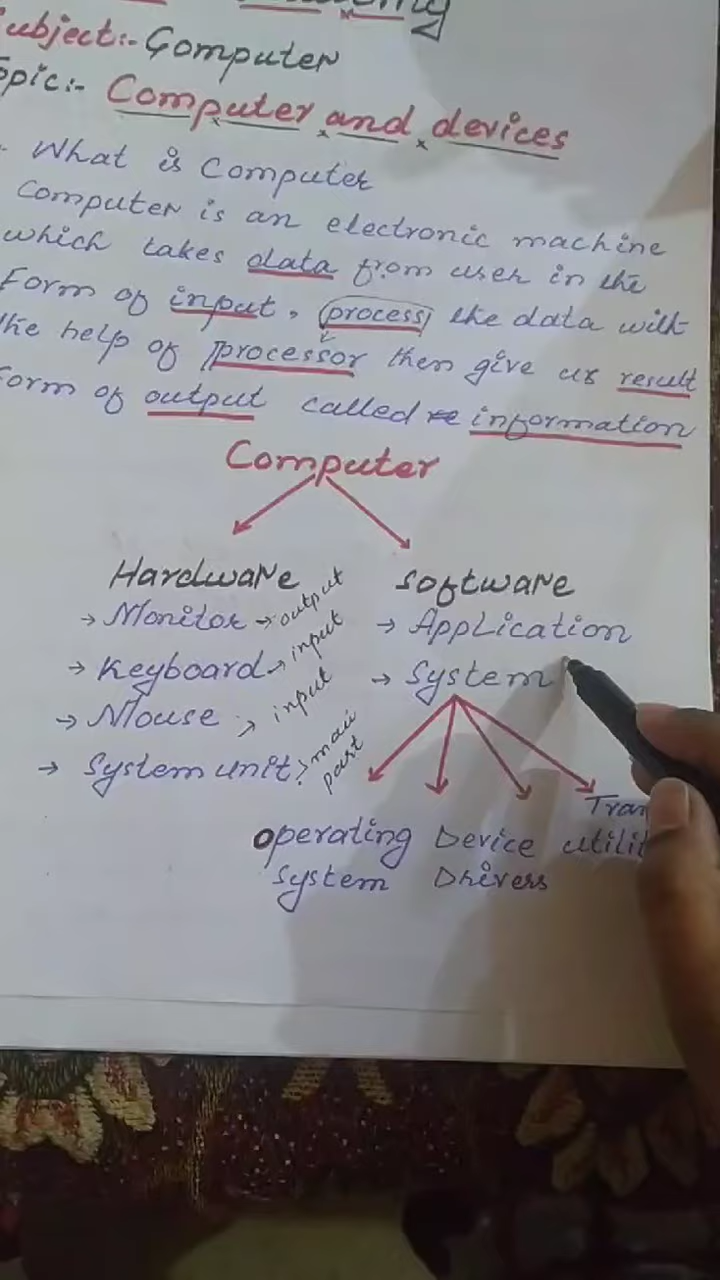 Subject:- Computer
Topic:- Computer and devices
What is Computer
Computer is an electronic machine
which takes data from user in the
Form of input, process the data with
the help of processor then give us result
form of output called information
Computer
Hardware Software
→ Monitor → output → Application
→ Keyboard → input → System
→ Mouse → input
→ System unit → main part
Operating Device
System Drivers